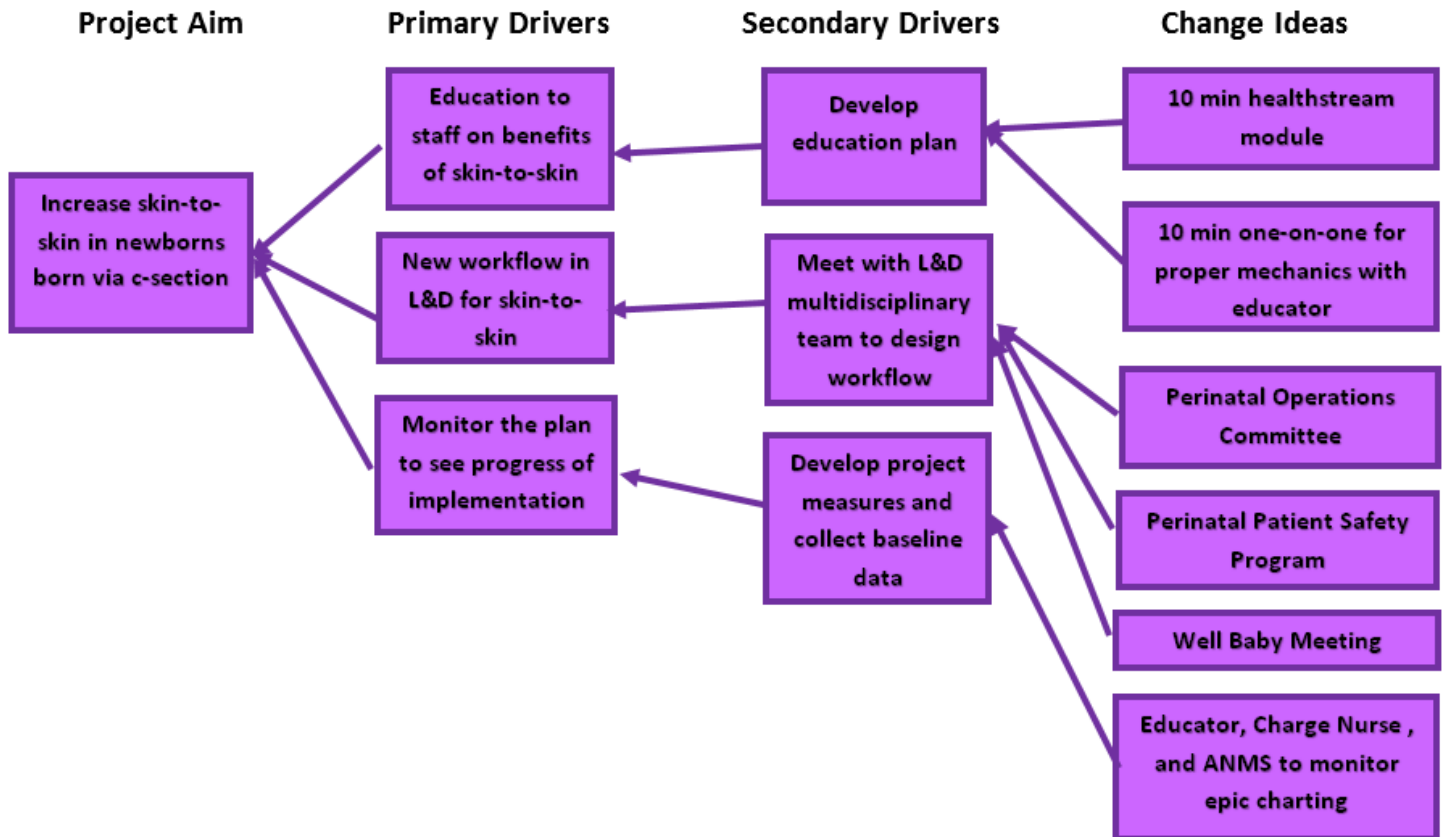 Project Aim
Primary Drivers
Secondary Drivers
Change Ideas
Increase skin-to-
skin in newborns
born via c-section
Education to
staff on benefits
of skin-to-skin
New workflow in
L&D for skin-to-
skin
Monitor the plan
to see progress of
implementation
Develop
education plan
Meet with L&D
multidisciplinary
team to design
workflow
Develop project
measures and
collect baseline
data
10 min healthstream
module
10 min one-on-one for
proper mechanics with
educator
Perinatal Operations
Committee
Perinatal Patient Safety
Program
Well Baby Meeting
Educator, Charge Nurse ,
and ANMS to monitor
epic charting